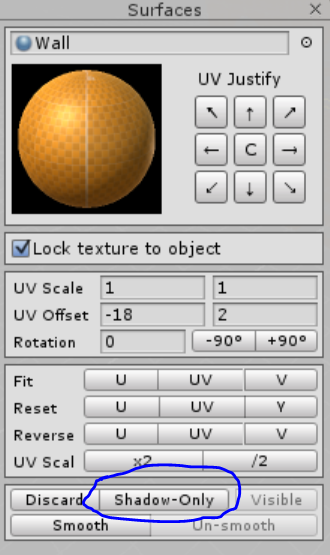 Surfaces ×
Wall
UV Justify
↖ ↑ ↗
← C →
↙ ↓ ↘
Lock texture to object
UV Scale 1 1
UV Offset -18 2
Rotation 0 -90° +90°
Fit U UV V
Reset U UV Y
Reverse U UV V
UV Scal x2 /2
Discard Shadow-Only Visible
Smooth Un-smooth